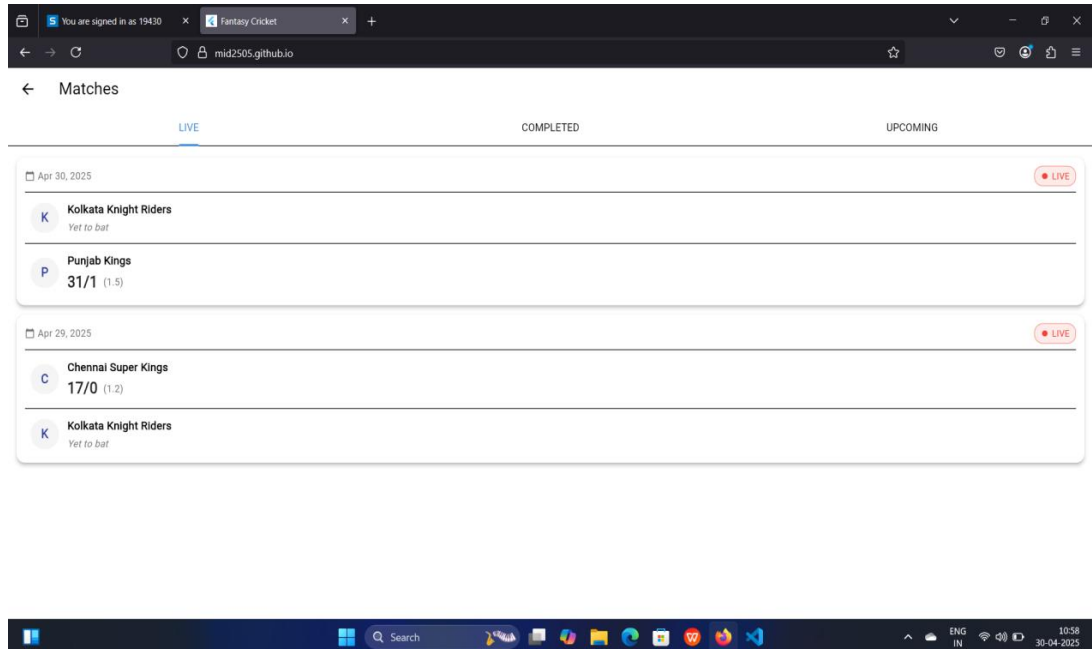 You are signed in as 19430
Fantasy Cricket
mid2505.github.io
Matches
LIVE COMPLETED UPCOMING
Apr 30, 2025 LIVE
K Kolkata Knight Riders
Yet to bat
P Punjab Kings
31/1 (1.5)
Apr 29, 2025 LIVE
C Chennai Super Kings
17/0 (1.2)
K Kolkata Knight Riders
Yet to bat
Search
ENG
IN
10:58
30-04-2025